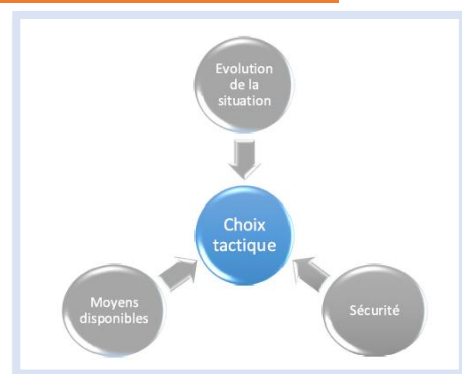 Evolution
de la
situation
Choix
tactique
Moyens
disponibles
Sécurité